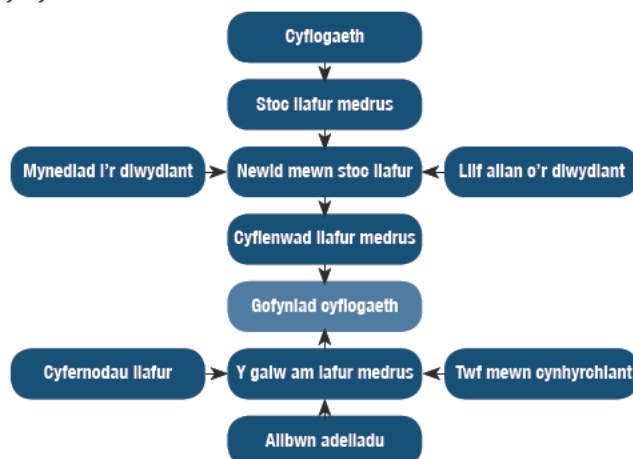 Cyflogaeth
Stoc llafur medrus
Mynediad i'r diwydiant
Newid mewn stoc llafur
Llif allan o'r diwydiant
Cyflenwad llafur medrus
Gofyniad cyflogaeth
Cyfernodau llafur
Y galw am lafur medrus
Twf mewn cynhyrchiant
Allbwn adeiladu